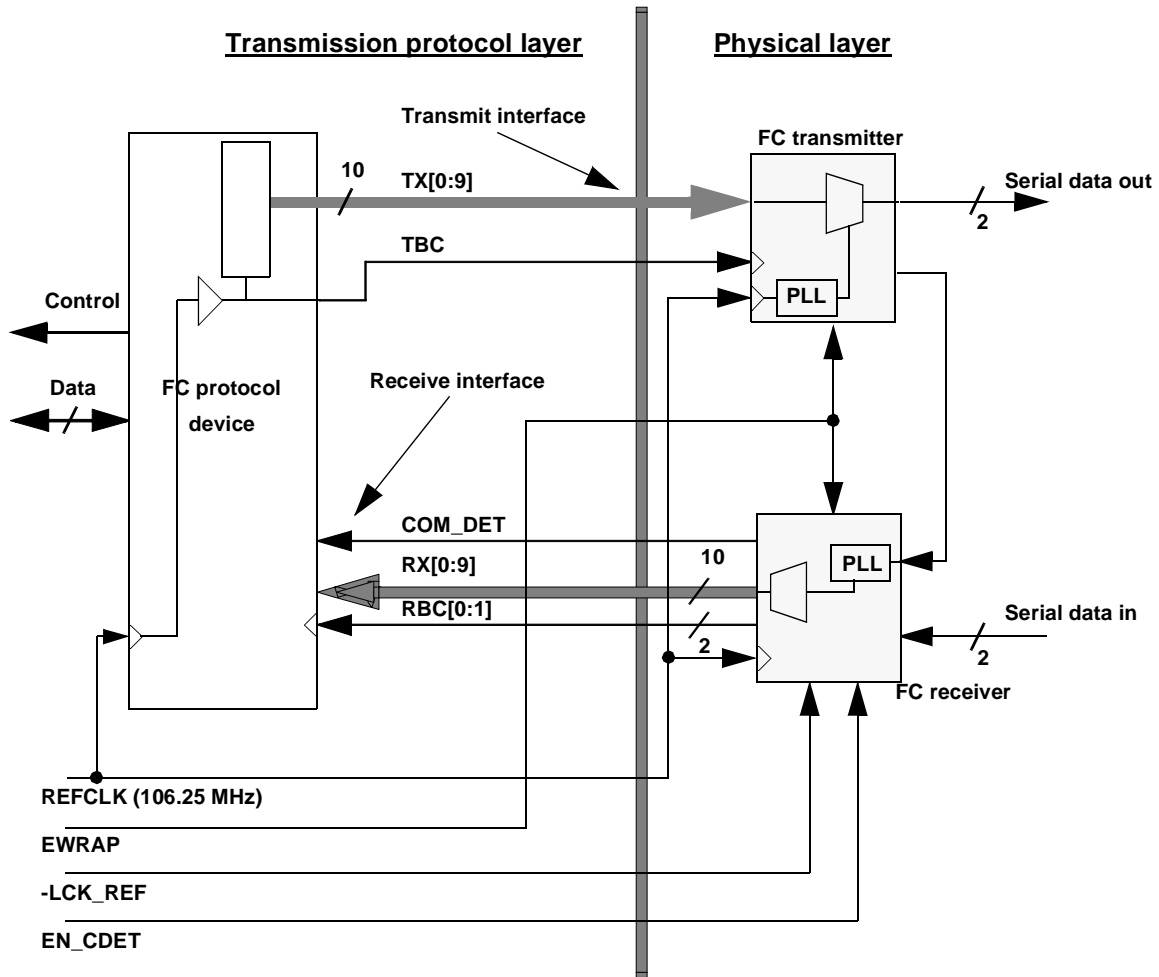 Transmission protocol layer
Physical layer
Transmit interface
FC transmitter
10
TX[0:9]
Serial data out
2
TBC
PLL
Control
Data
FC protocol
device
Receive interface
COM_DET
RX[0:9]
10
PLL
RBC[0:1]
2
Serial data in
2
FC receiver
REFCLK (106.25 MHz)
EWRAP
-LCK_REF
EN_CDET